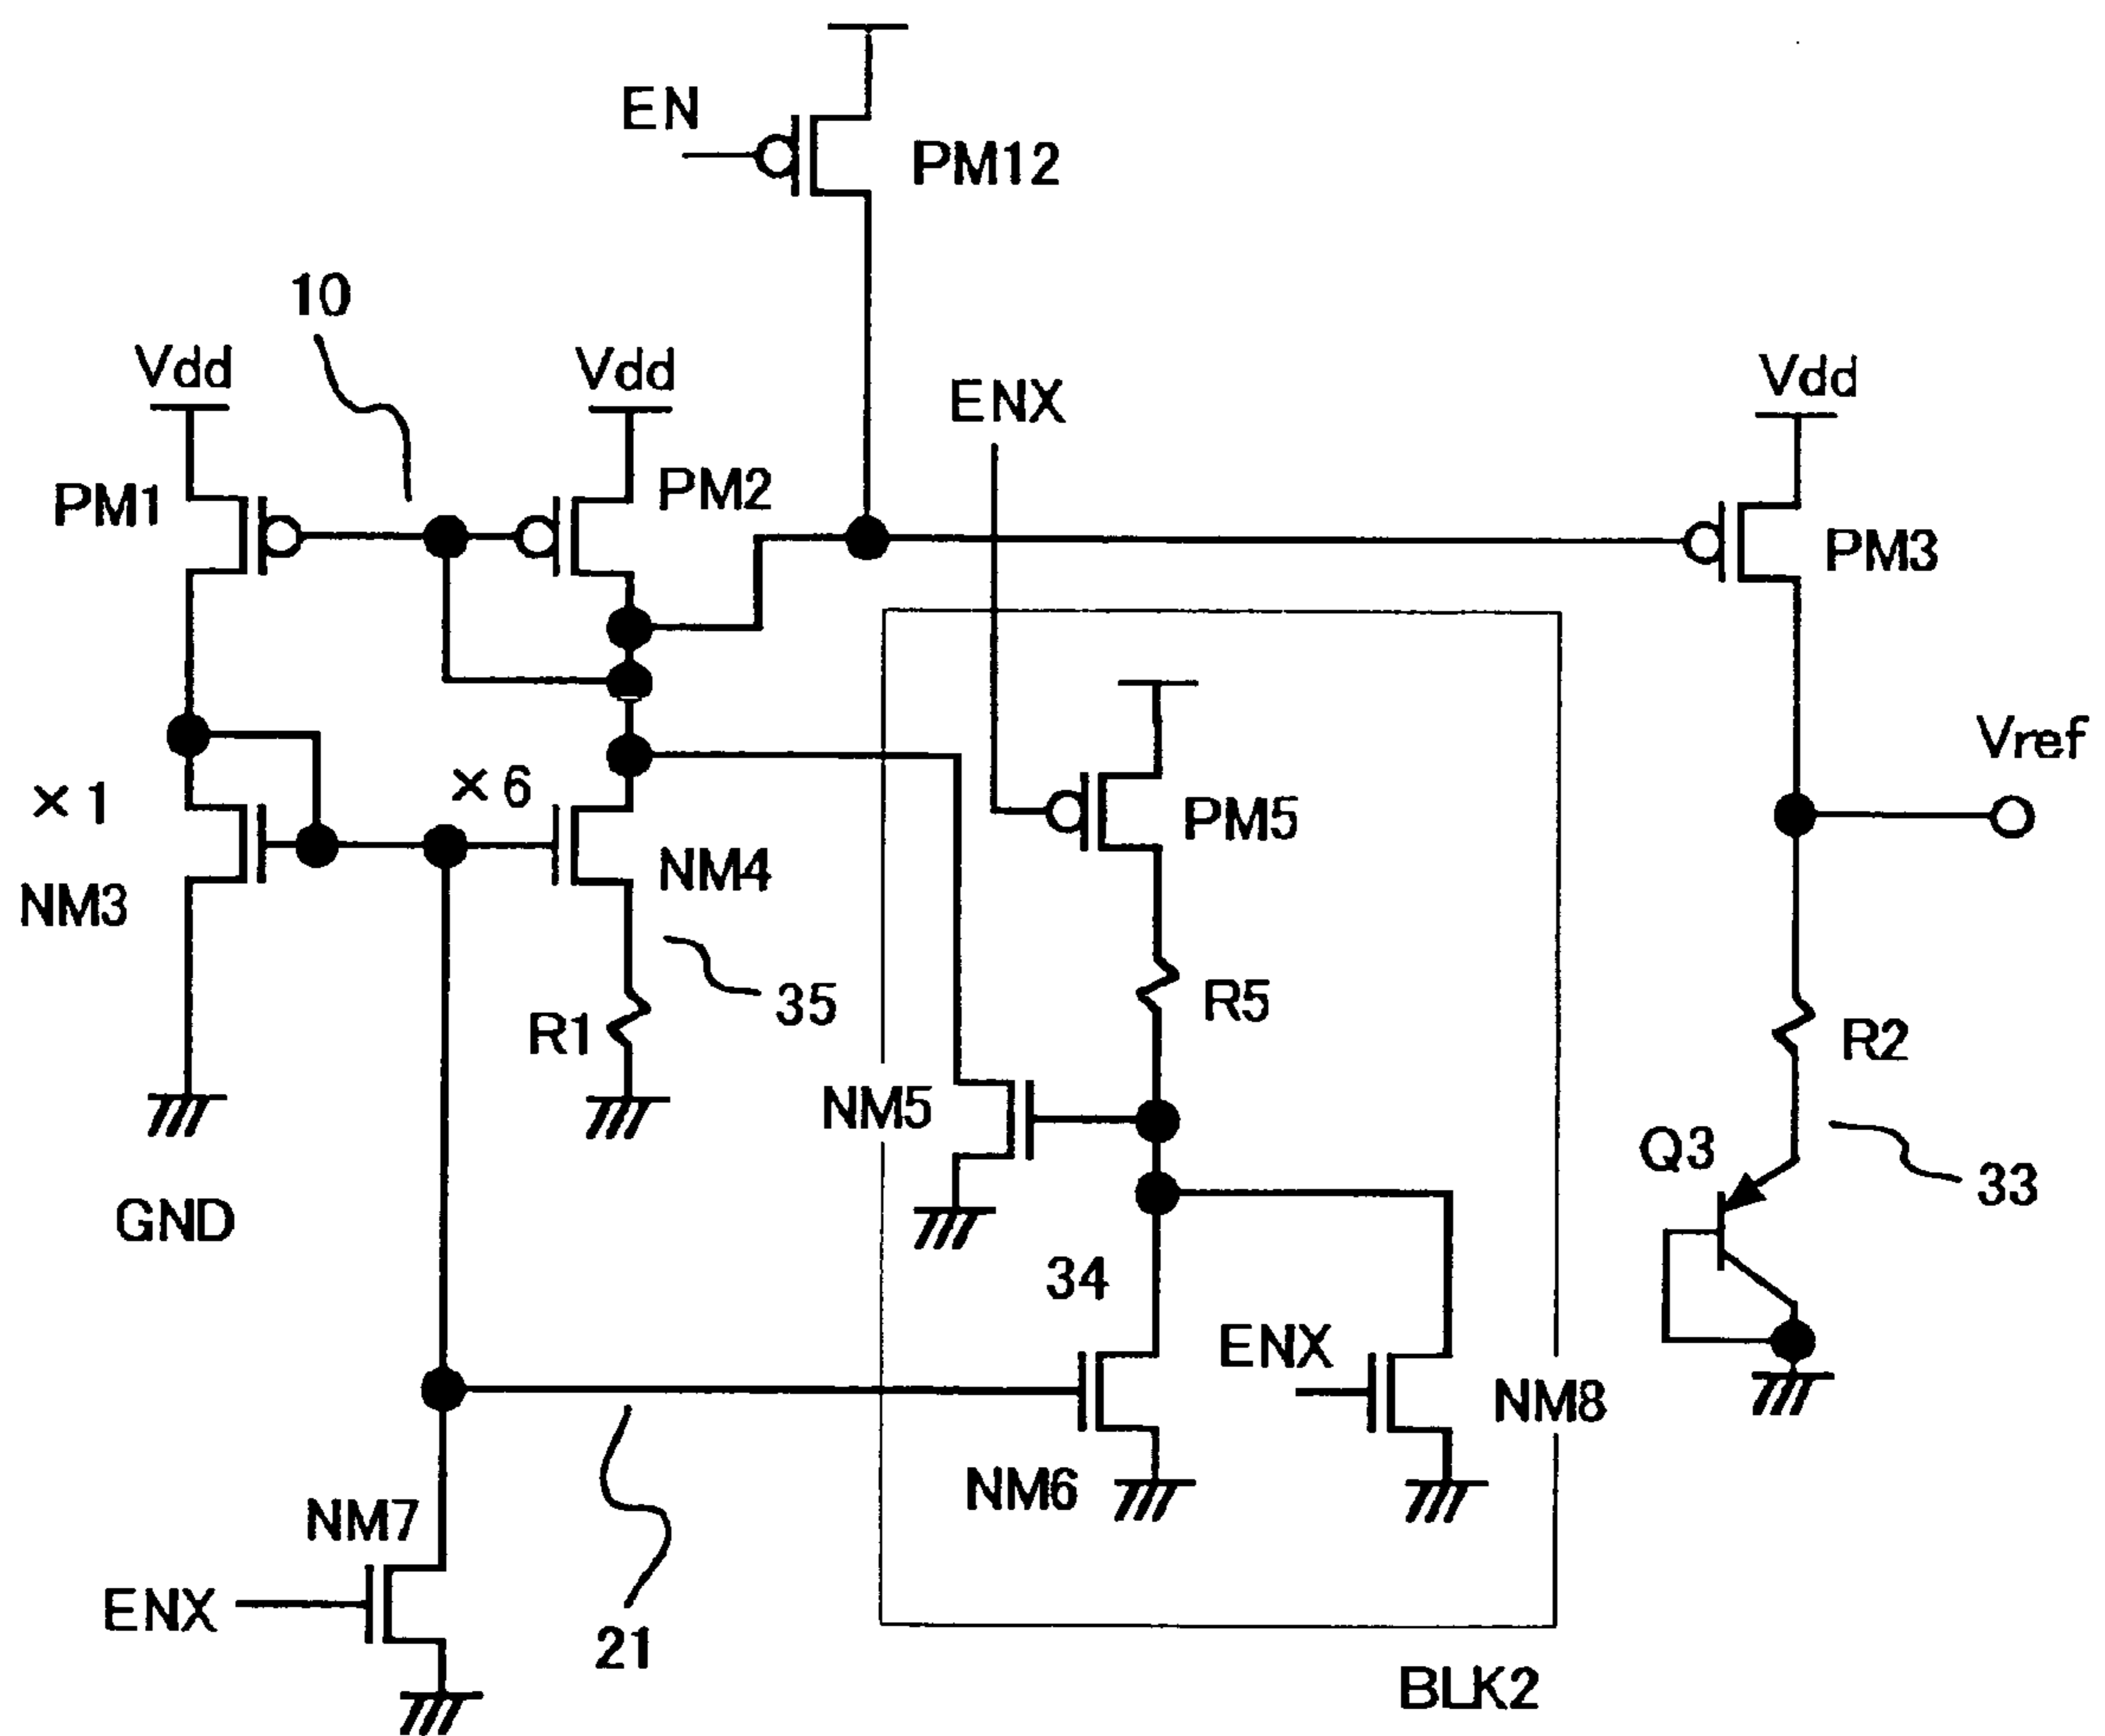 EN
PM12
10
Vdd
Vdd
ENX
Vdd
PM1
PM2
PM3
Vref
×1
×6
PM5
NM3
NM4
35
R5
R1
R2
NM5
Q3
33
GND
34
ENX
NM8
NM6
NM7
ENX
21
BLK2